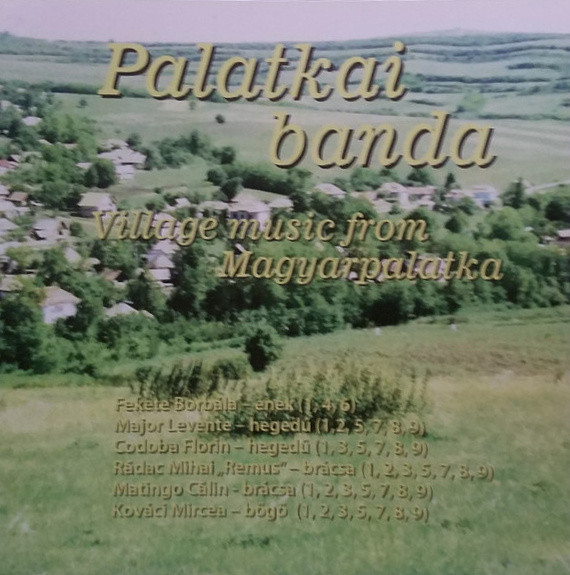 Palatkai
banda
Village music from
Magyarpalatka
Fekete Borbála – ének (1, 4, 6)
Major Levente – hegedű (1,2, 5, 7, 8, 9)
Codoba Florin – hegedű (1, 3, 5, 7, 8, 9)
Rădac Mihai „Remus” – brácsa (1, 2, 3, 5, 7, 8, 9)
Matingo Călin - brácsa (1, 2, 3, 5, 7, 8, 9)
Kováci Mircea – bőgő (1, 2, 3, 5, 7, 8, 9)